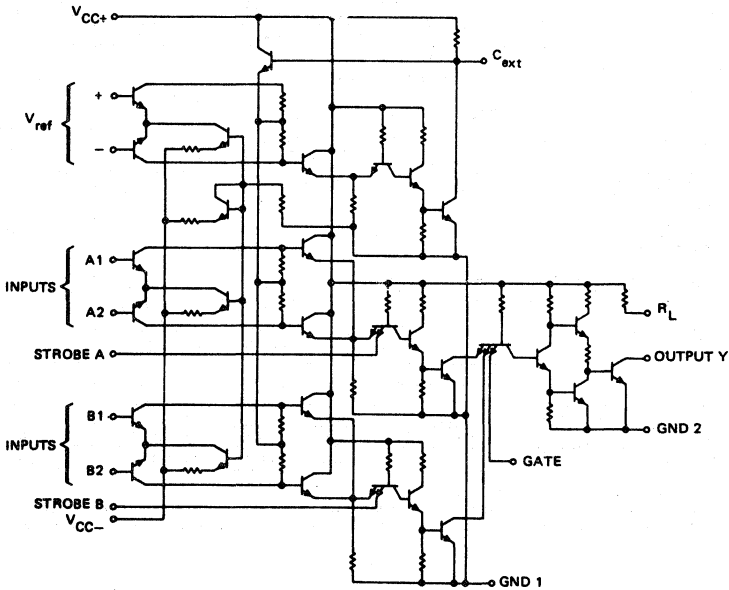 VCC+
Cext
+
Vref
−
A1
INPUTS
A2
RL
STROBE A
OUTPUT Y
B1
INPUTS
B2
GND 2
GATE
STROBE B
VCC−
GND 1